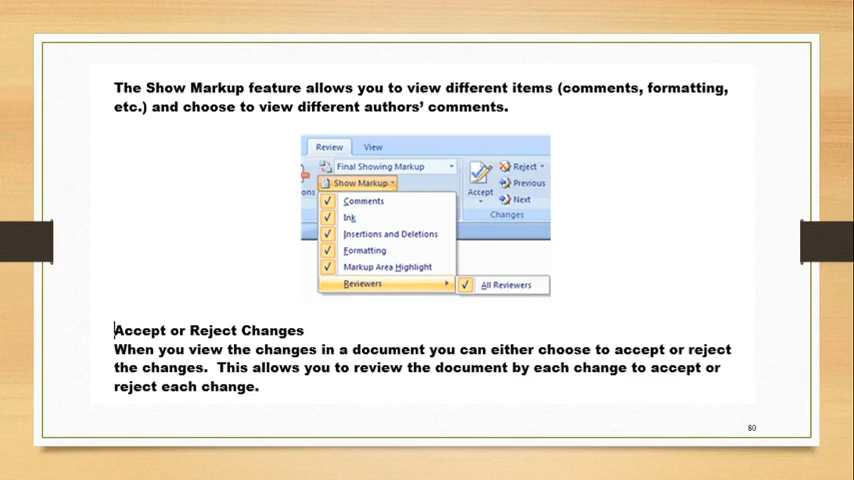 The Show Markup feature allows you to view different items (comments, formatting,
etc.) and choose to view different authors’ comments.
Review View
Final Showing Markup
Show Markup
ons
Comments
Ink
Insertions and Deletions
Formatting
Markup Area Highlight
Reviewers
All Reviewers
Accept
Reject
Previous
Next
Changes
Accept or Reject Changes
When you view the changes in a document you can either choose to accept or reject
the changes.  This allows you to review the document by each change to accept or
reject each change.
80